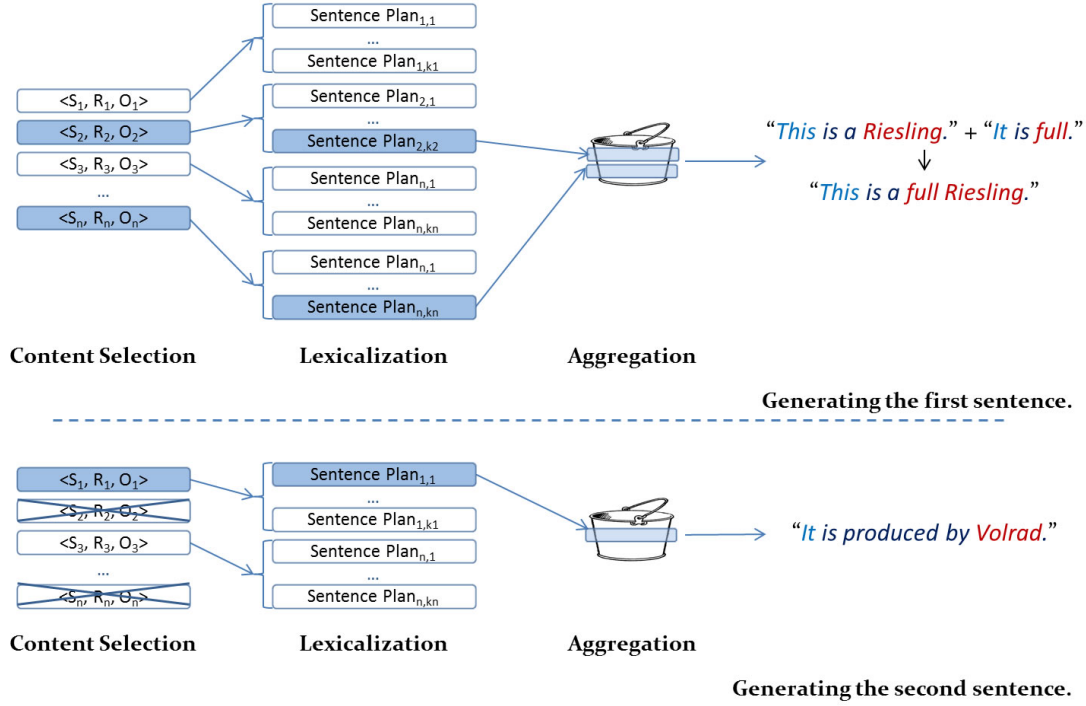 Sentence Plan1,1
...
Sentence Plan1,k1
Sentence Plan2,1
...
Sentence Plan2,k2
Sentence Plann,1
...
Sentence Plann,kn
Sentence Plann,1
...
Sentence Plann,kn
<S1, R1, O1>
<S2, R2, O2>
<S3, R3, O3>
...
<Sn, Rn, On>
“This is a Riesling.” + “It is full.”
“This is a full Riesling.”
Content Selection Lexicalization Aggregation
Generating the first sentence.
<S1, R1, O1>
<S2, R2, O2>
<S3, R3, O3>
...
<Sn, Rn, On>
Sentence Plan1,1
...
Sentence Plan1,k1
Sentence Plann,1
...
Sentence Plann,kn
“It is produced by Volrad.”
Content Selection Lexicalization Aggregation
Generating the second sentence.